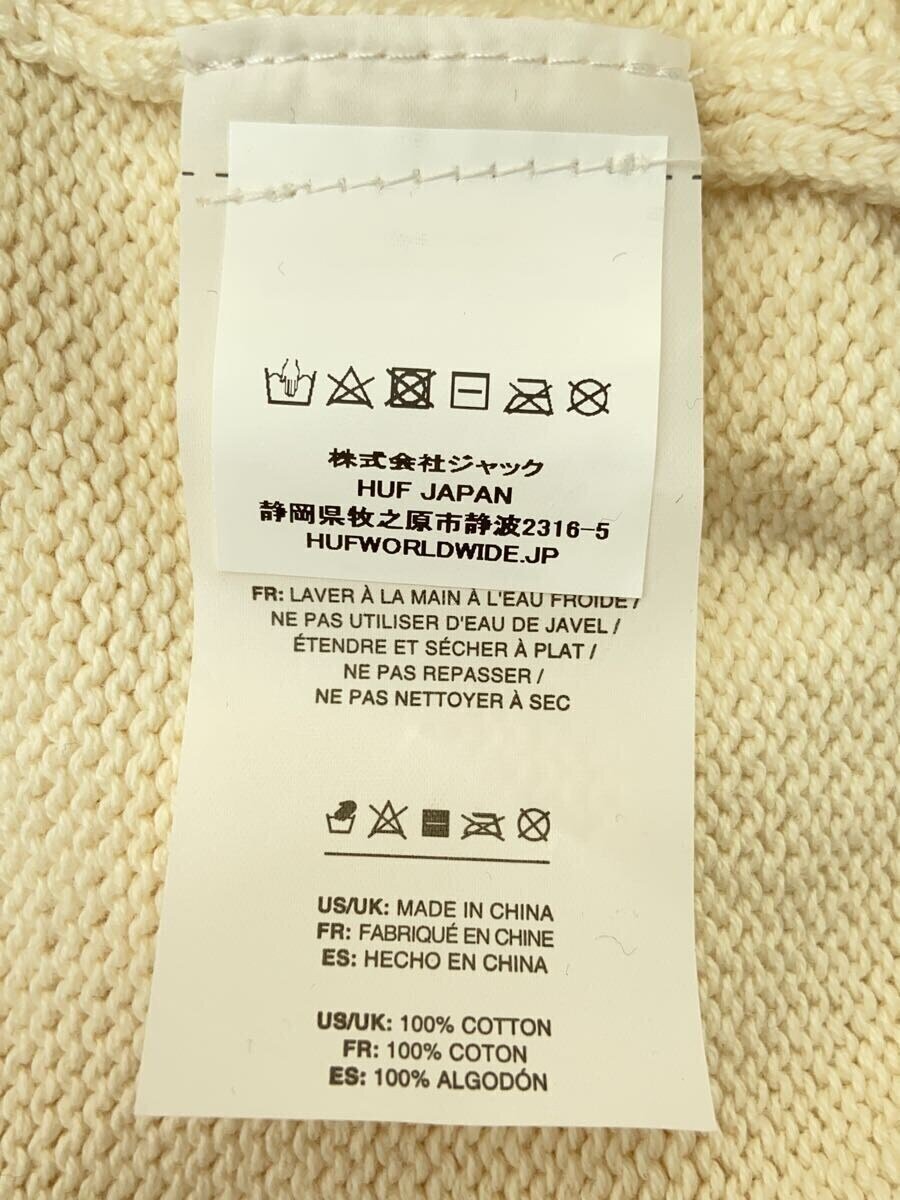 株式会社ジャック
HUF JAPAN
静岡県牧之原市静波2316-5
HUFWORLDWIDE.JP
FR: LAVER À LA MAIN À L'EAU FROIDE /
NE PAS UTILISER D'EAU DE JAVEL /
ÉTENDRE ET SÉCHER À PLAT /
NE PAS REPASSER /
NE PAS NETTOYER À SEC
US/UK: MADE IN CHINA
FR: FABRIQUÉ EN CHINE
ES: HECHO EN CHINA
US/UK: 100% COTTON
FR: 100% COTON
ES: 100% ALGODÓN